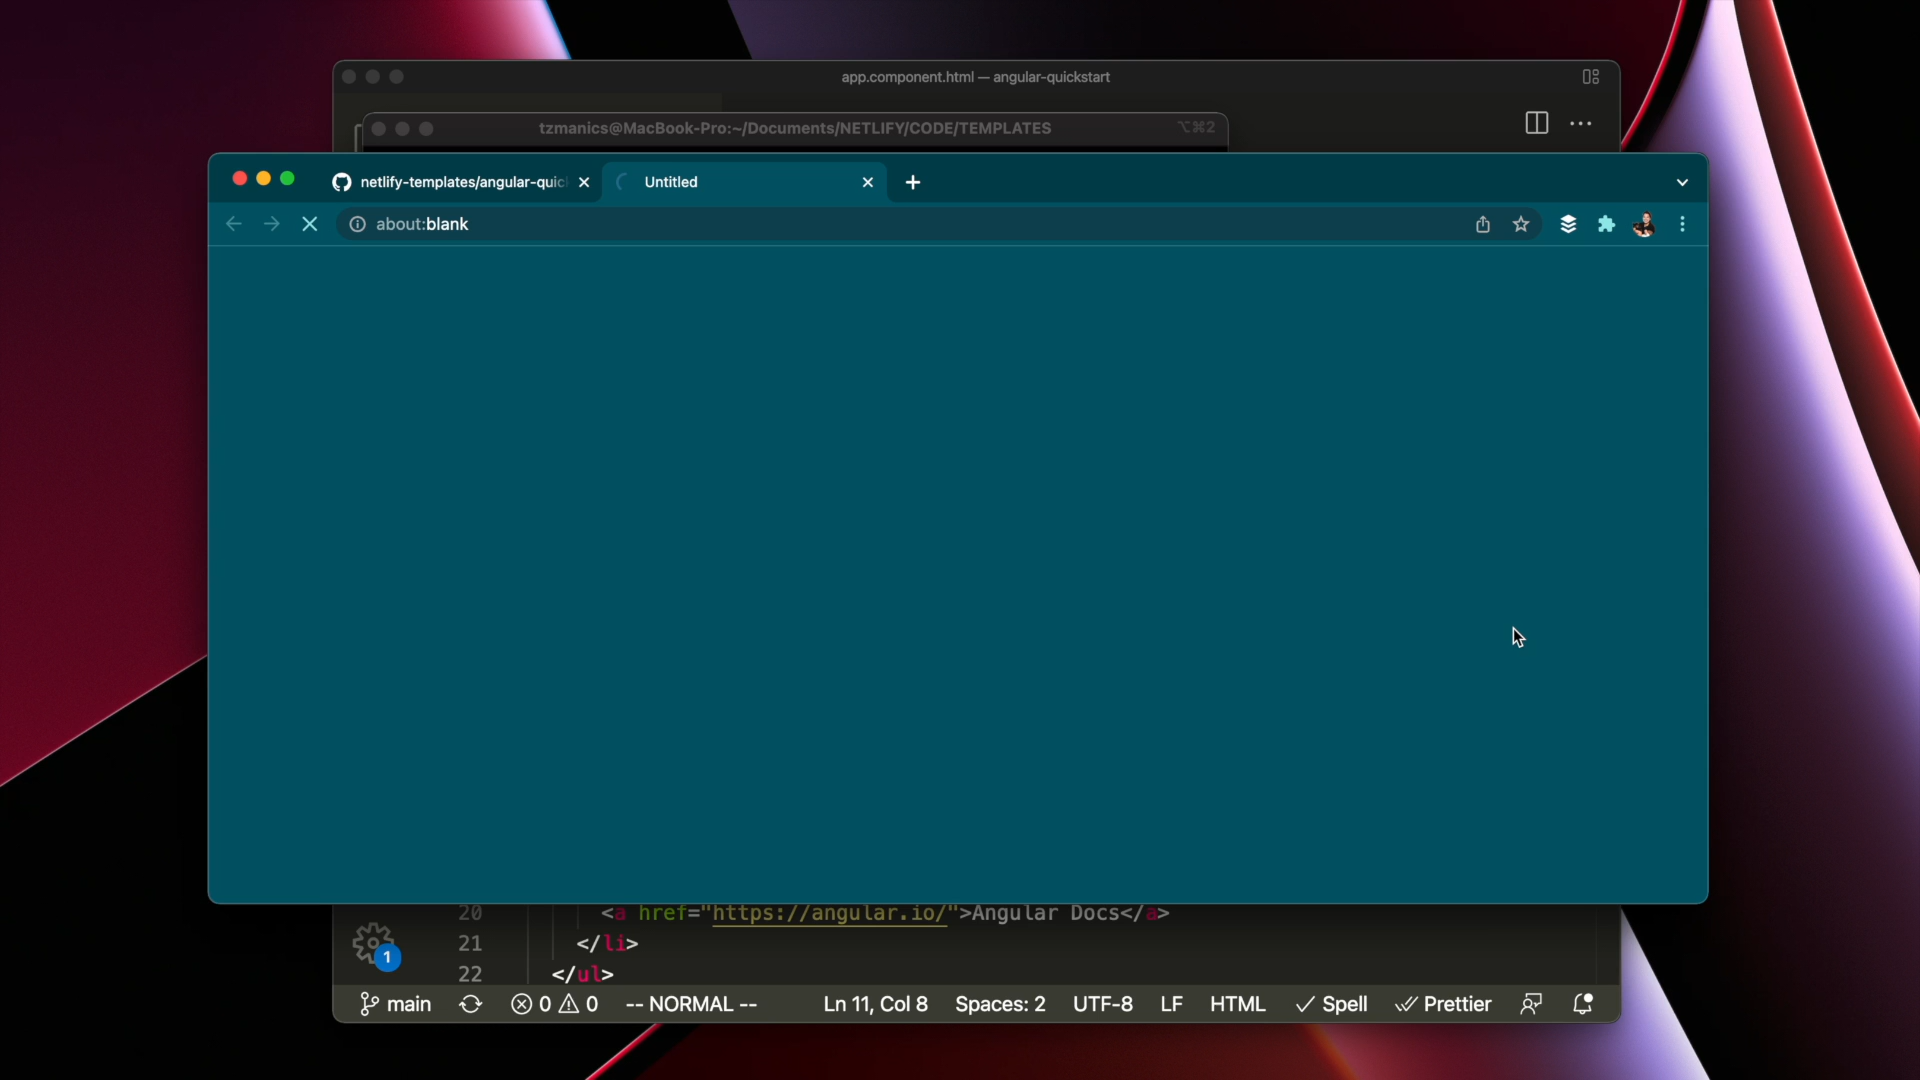 app.component.html — angular-quickstart
tzmanics@MacBook-Pro:~/Documents/NETLIFY/CODE/TEMPLATES ⌥⌘2
netlify-templates/angular-quic Untitled
about:blank
20 <a href="https://angular.io/">Angular Docs</a>
21 </li>
22 </ul>
1
main 0 0 -- NORMAL -- Ln 11, Col 8 Spaces: 2 UTF-8 LF HTML Spell Prettier